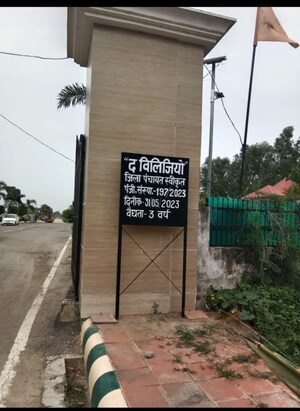 "द विलिजियो"
जिला पंचायत स्वीकृत
पंजी.संख्या-197/2023
दिनांक-31/05/2023
वैधता-3 वर्ष